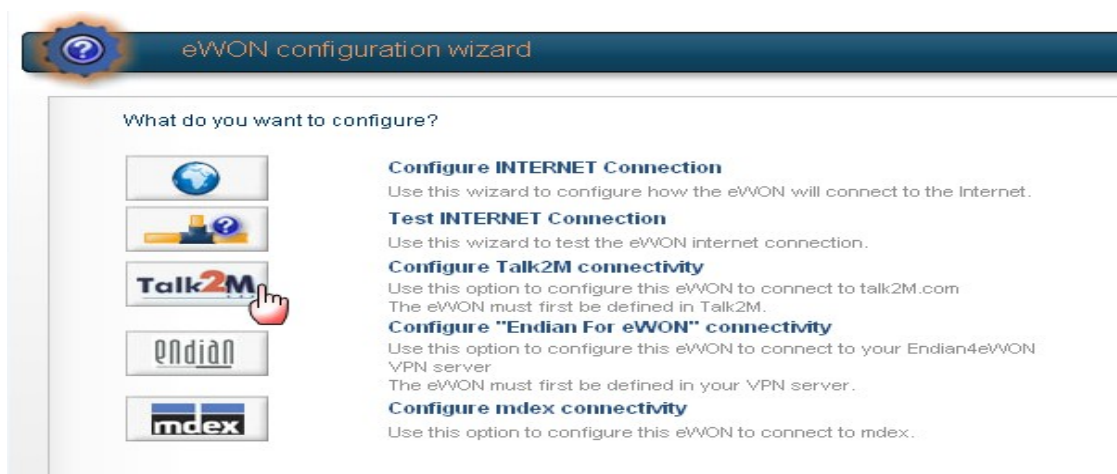 eWON configuration wizard
What do you want to configure?
Configure INTERNET Connection
Use this wizard to configure how the eWON will connect to the Internet.
Test INTERNET Connection
Use this wizard to test the eWON internet connection.
Talk2M
Configure Talk2M connectivity
Use this option to configure this eWON to connect to talk2M.com
The eWON must first be defined in Talk2M.
endian
Configure "Endian For eWON" connectivity
Use this option to configure this eWON to connect to your Endian4eWON
VPN server
The eWON must first be defined in your VPN server.
mdex
Configure mdex connectivity
Use this option to configure this eWON to connect to mdex.